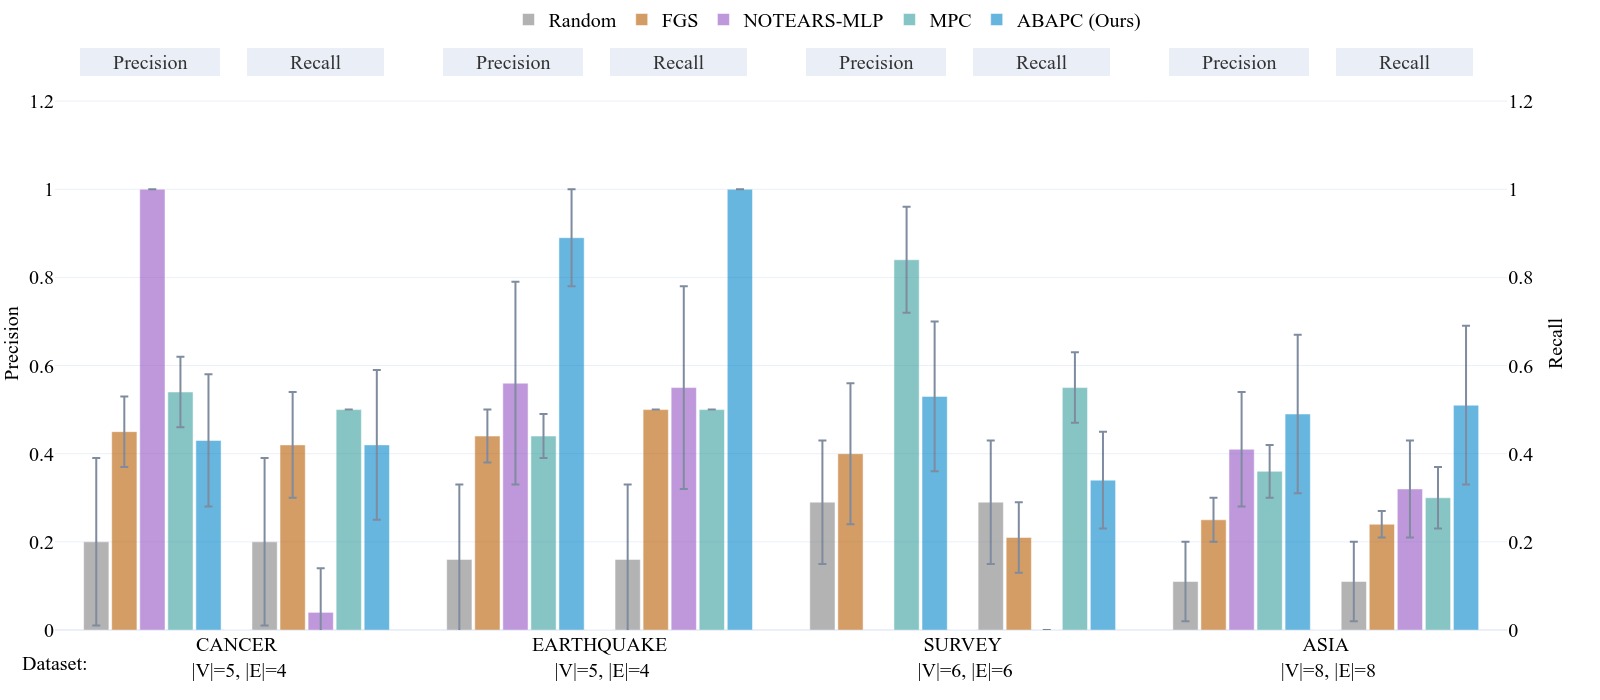 Random FGS NOTEARS-MLP MPC ABAPC (Ours)
Precision Recall Precision Recall Precision Recall Precision Recall
1.2 1.2
1 1
0.8 0.8
Precision
Recall
0.6 0.6
0.4 0.4
0.2 0.2
0 0
CANCER EARTHQUAKE SURVEY ASIA
Dataset: |V|=5, |E|=4 |V|=5, |E|=4 |V|=6, |E|=6 |V|=8, |E|=8